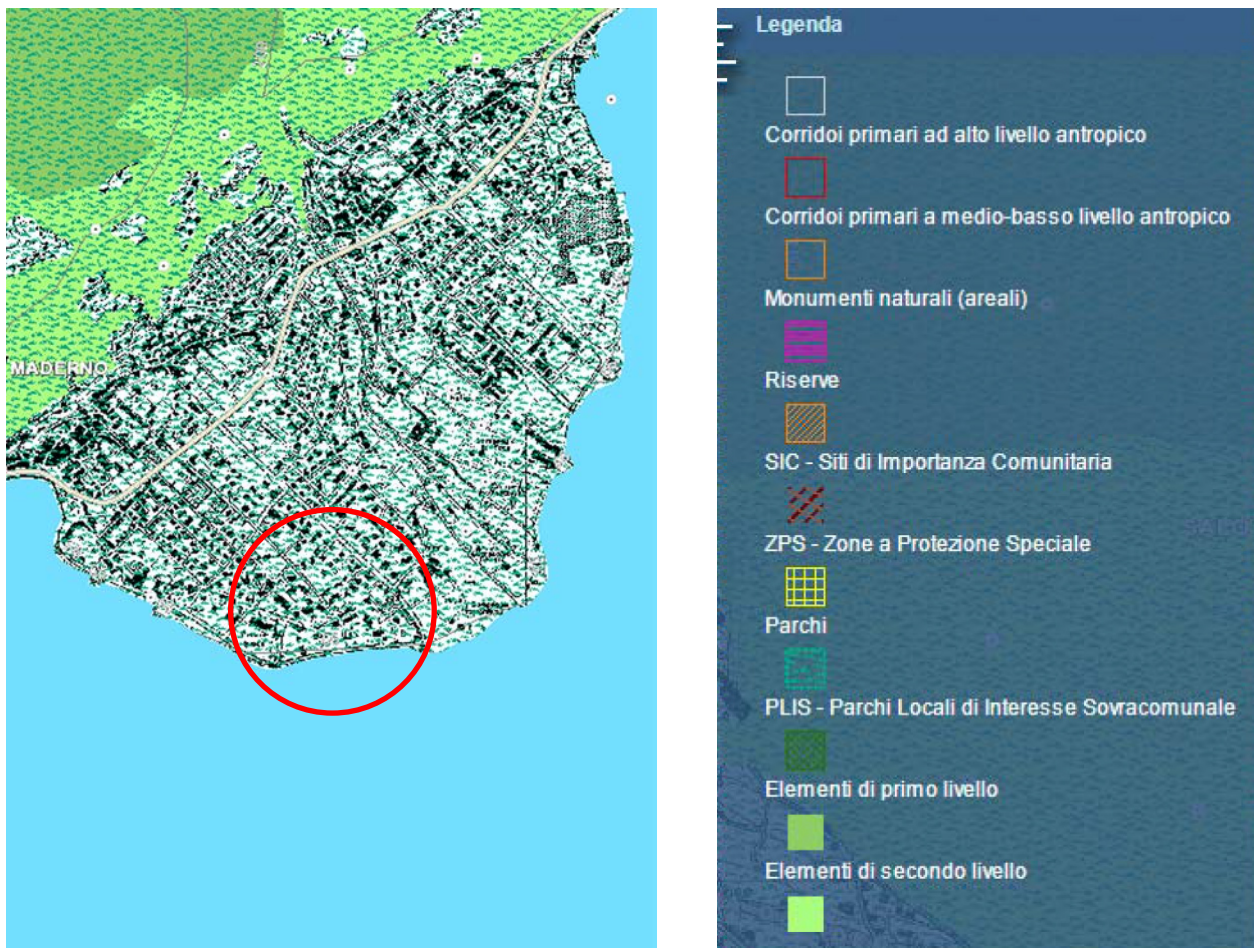 MADERNO
Legenda
Corridoi primari ad alto livello antropico
Corridoi primari a medio-basso livello antropico
Monumenti naturali (areali)
Riserve
SIC - Siti di Importanza Comunitaria
ZPS - Zone a Protezione Speciale
Parchi
PLIS - Parchi Locali di Interesse Sovracomunale
Elementi di primo livello
Elementi di secondo livello